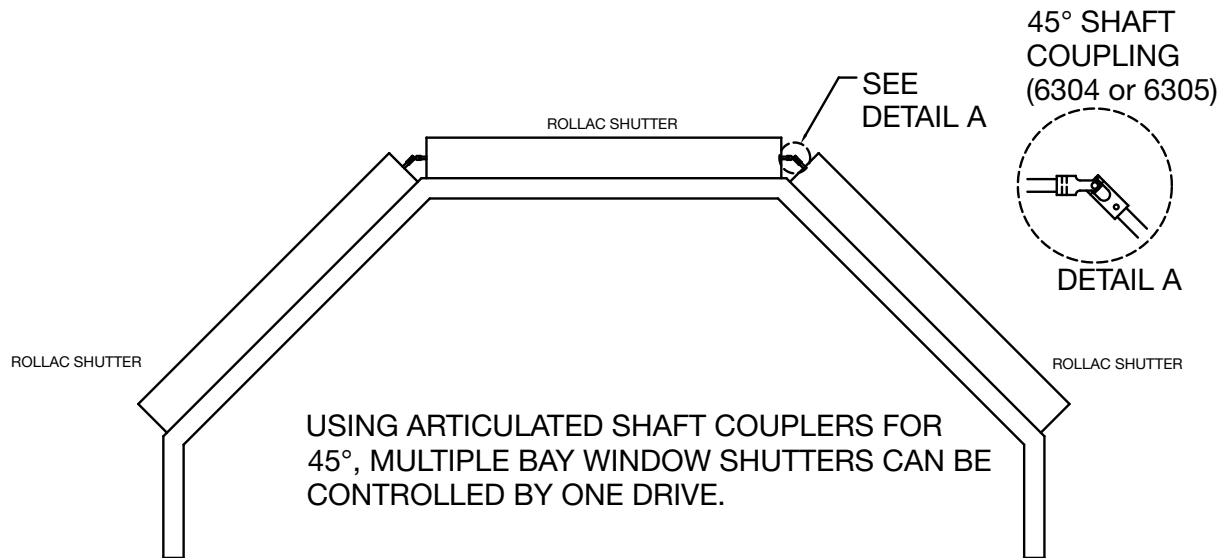 45° SHAFT
COUPLING
(6304 or 6305)
SEE
DETAIL A
ROLLAC SHUTTER
DETAIL A
ROLLAC SHUTTER
ROLLAC SHUTTER
USING ARTICULATED SHAFT COUPLERS FOR
45°, MULTIPLE BAY WINDOW SHUTTERS CAN BE
CONTROLLED BY ONE DRIVE.